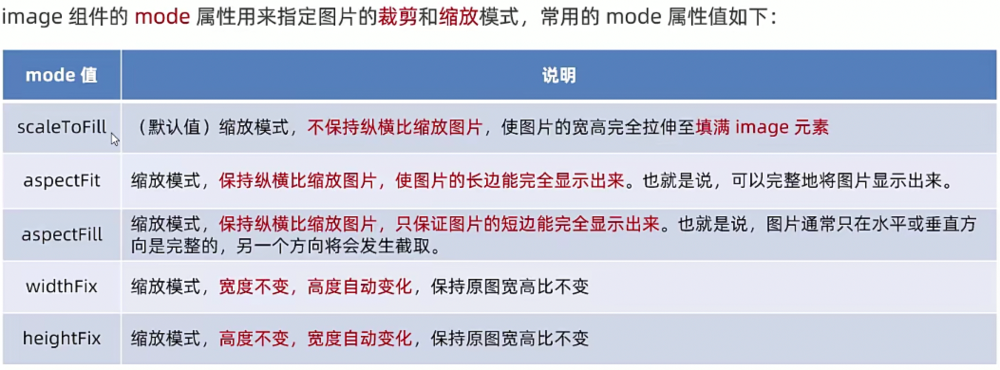 image 组件的 mode 属性用来指定图片的裁剪和缩放模式，常用的 mode 属性值如下：
mode 值
说明
scaleToFill
（默认值）缩放模式，不保持纵横比缩放图片，使图片的宽高完全拉伸至填满 image 元素
aspectFit
缩放模式，保持纵横比缩放图片，使图片的长边能完全显示出来。也就是说，可以完整地将图片显示出来。
aspectFill
缩放模式，保持纵横比缩放图片，只保证图片的短边能完全显示出来。也就是说，图片通常只在水平或垂直方
向是完整的，另一个方向将会发生截取。
widthFix
缩放模式，宽度不变，高度自动变化，保持原图宽高比不变
heightFix
缩放模式，高度不变，宽度自动变化，保持原图宽高比不变